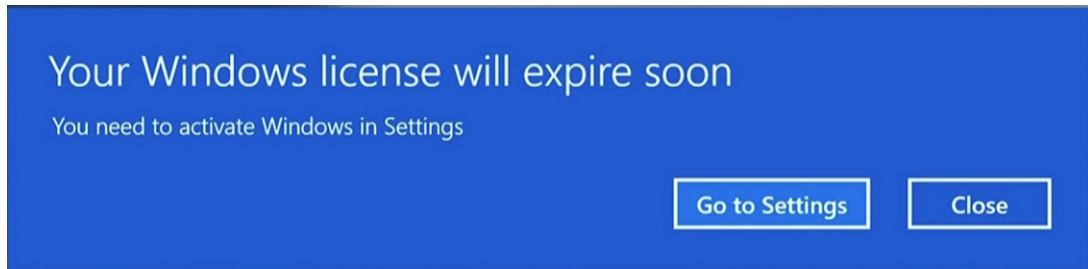 Your Windows license will expire soon
You need to activate Windows in Settings
Go to Settings
Close